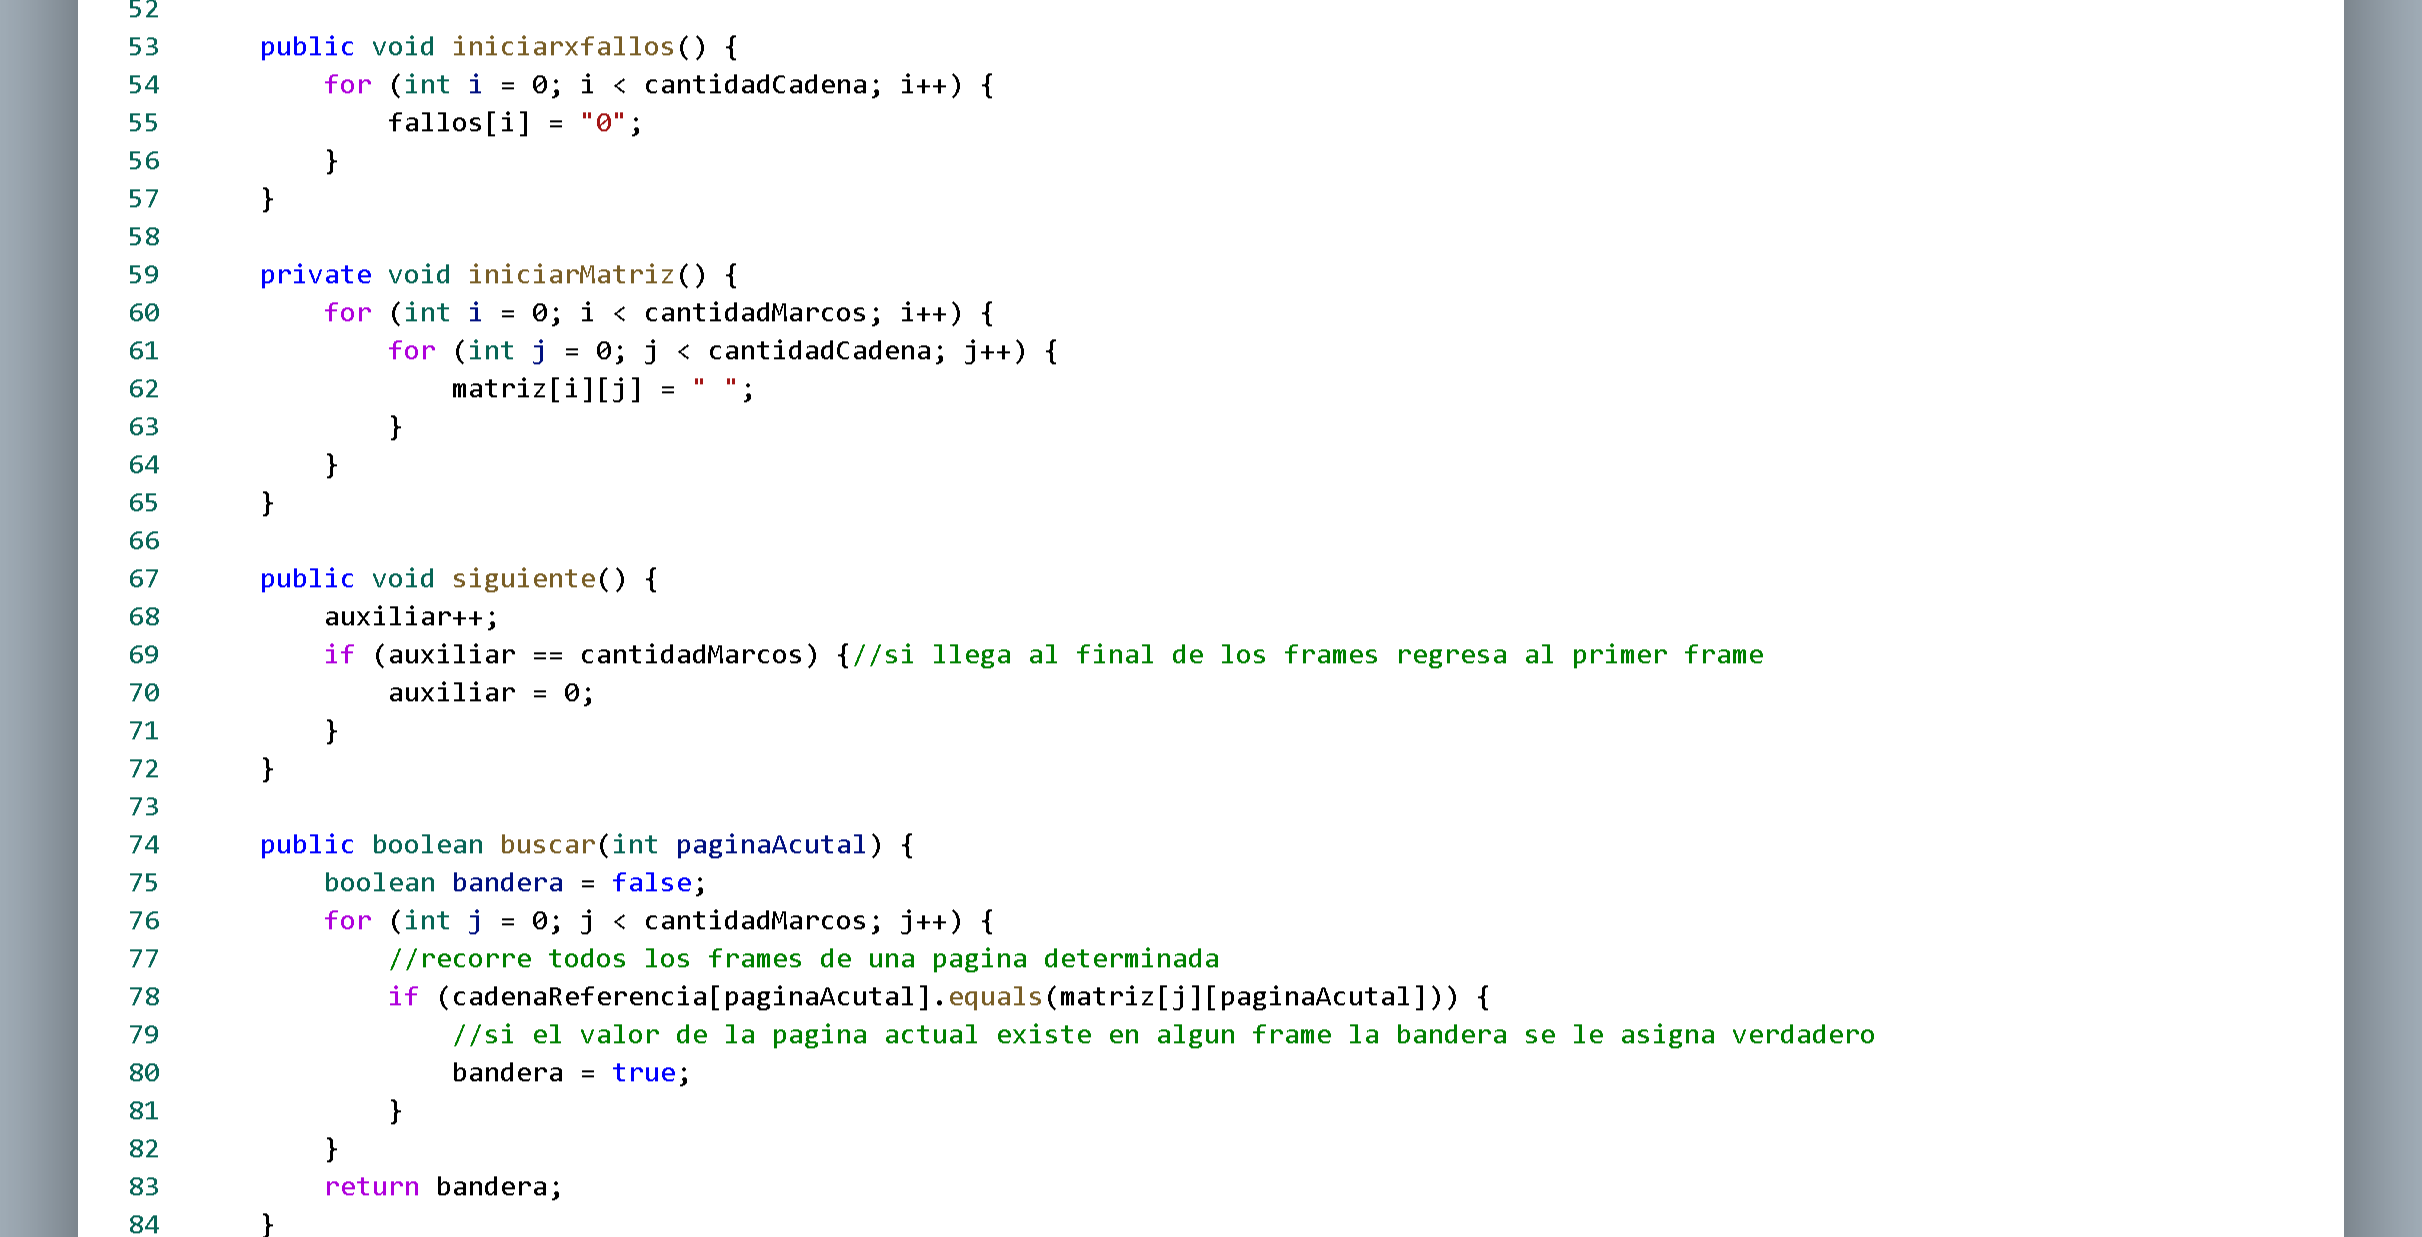 52
53 public void iniciarxfallos() {
54 for (int i = 0; i < cantidadCadena; i++) {
55 fallos[i] = "0";
56 }
57 }
58
59 private void iniciarMatriz() {
60 for (int i = 0; i < cantidadMarcos; i++) {
61 for (int j = 0; j < cantidadCadena; j++) {
62 matriz[i][j] = " ";
63 }
64 }
65 }
66
67 public void siguiente() {
68 auxiliar++;
69 if (auxiliar == cantidadMarcos) {//si llega al final de los frames regresa al primer frame
70 auxiliar = 0;
71 }
72 }
73
74 public boolean buscar(int paginaAcutal) {
75 boolean bandera = false;
76 for (int j = 0; j < cantidadMarcos; j++) {
77 //recorre todos los frames de una pagina determinada
78 if (cadenaReferencia[paginaAcutal].equals(matriz[j][paginaAcutal])) {
79 //si el valor de la pagina actual existe en algun frame la bandera se le asigna verdadero
80 bandera = true;
81 }
82 }
83 return bandera;
84 }